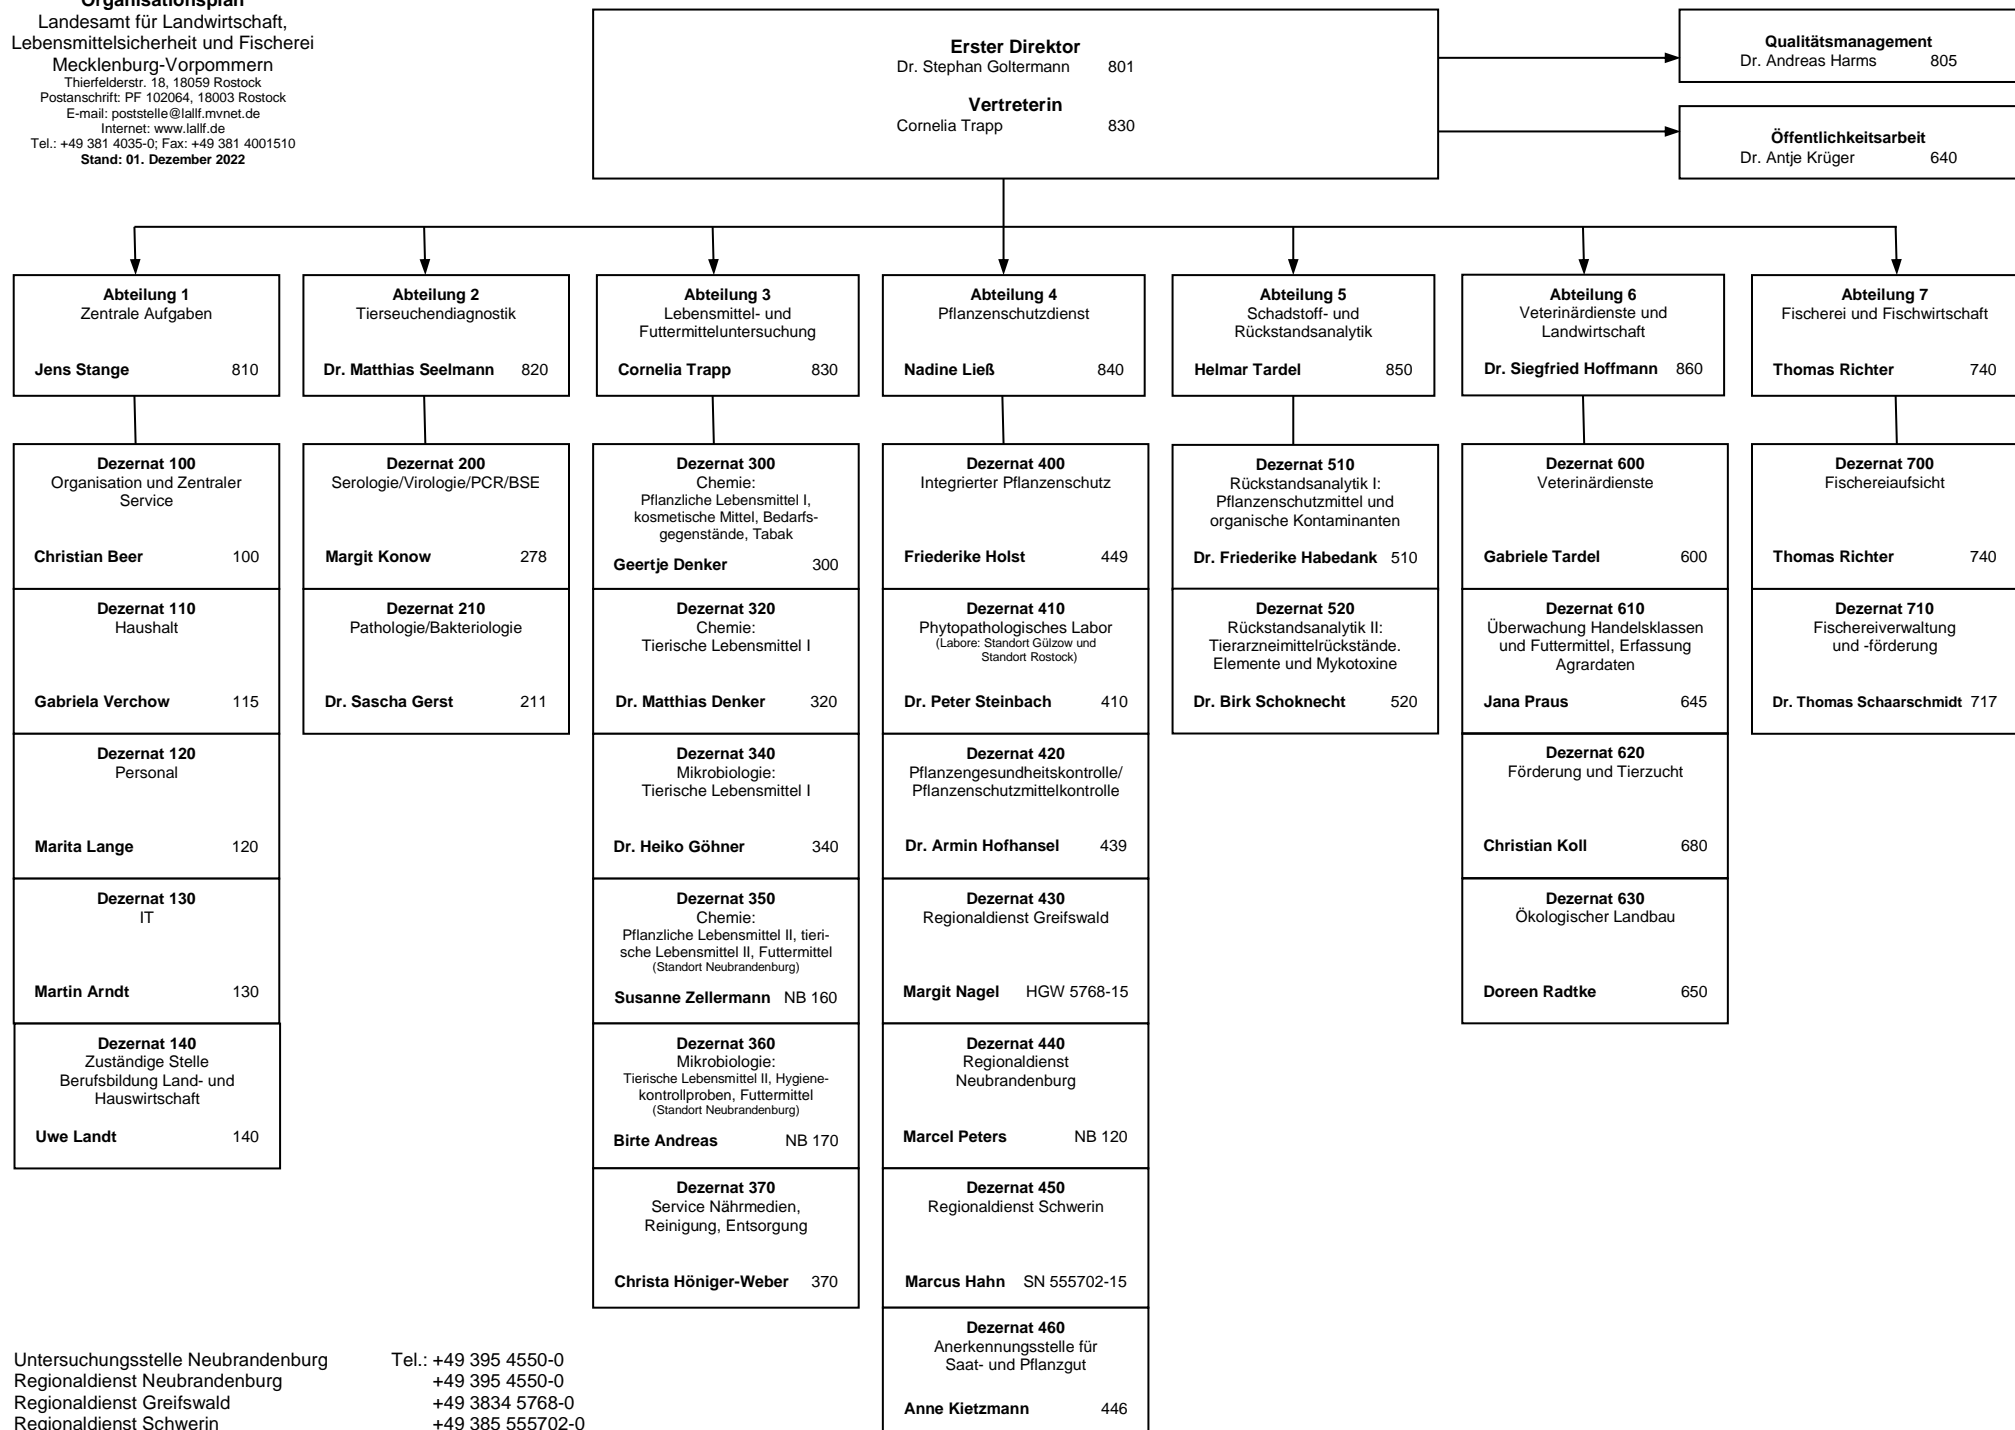 Organisationsplan
Landesamt für Landwirtschaft,
Lebensmittelsicherheit und Fischerei
Mecklenburg-Vorpommern
Thierfelderstr. 18, 18059 Rostock
Postanschrift: PF 102064, 18003 Rostock
E-mail: poststelle@lallf.mvnet.de
Internet: www.lallf.de
Tel.: +49 381 4035-0; Fax: +49 381 4001510
Stand: 01. Dezember 2022
Erster Direktor
Dr. Stephan Goltermann 801
Vertreterin
Cornelia Trapp 830
Qualitätsmanagement
Dr. Andreas Harms 805
Öffentlichkeitsarbeit
Dr. Antje Krüger 640
Abteilung 1
Zentrale Aufgaben
Jens Stange 810
Dezernat 100
Organisation und Zentraler
Service
Christian Beer 100
Dezernat 110
Haushalt
Gabriela Verchow 115
Dezernat 120
Personal
Marita Lange 120
Dezernat 130
IT
Martin Arndt 130
Dezernat 140
Zuständige Stelle
Berufsbildung Land- und
Hauswirtschaft
Uwe Landt 140
Abteilung 2
Tierseuchendiagnostik
Dr. Matthias Seelmann 820
Dezernat 200
Serologie/Virologie/PCR/BSE
Margit Konow 278
Dezernat 210
Pathologie/Bakteriologie
Dr. Sascha Gerst 211
Abteilung 3
Lebensmittel- und
Futtermitteluntersuchung
Cornelia Trapp 830
Dezernat 300
Chemie:
Pflanzliche Lebensmittel I,
kosmetische Mittel, Bedarfs-
gegenstände, Tabak
Geertje Denker 300
Dezernat 320
Chemie:
Tierische Lebensmittel I
Dr. Matthias Denker 320
Dezernat 340
Mikrobiologie:
Tierische Lebensmittel I
Dr. Heiko Göhner 340
Dezernat 350
Chemie:
Pflanzliche Lebensmittel II, tieri-
sche Lebensmittel II, Futtermittel
(Standort Neubrandenburg)
Susanne Zellermann NB 160
Dezernat 360
Mikrobiologie:
Tierische Lebensmittel II, Hygiene-
kontrollproben, Futtermittel
(Standort Neubrandenburg)
Birte Andreas NB 170
Dezernat 370
Service Nährmedien,
Reinigung, Entsorgung
Christa Höniger-Weber 370
Abteilung 4
Pflanzenschutzdienst
Nadine Ließ 840
Dezernat 400
Integrierter Pflanzenschutz
Friederike Holst 449
Dezernat 410
Phytopathologisches Labor
(Labore: Standort Gülzow und
Standort Rostock)
Dr. Peter Steinbach 410
Dezernat 420
Pflanzengesundheitskontrolle/
Pflanzenschutzmittelkontrolle
Dr. Armin Hofhansel 439
Dezernat 430
Regionaldienst Greifswald
Margit Nagel HGW 5768-15
Dezernat 440
Regionaldienst
Neubrandenburg
Marcel Peters NB 120
Dezernat 450
Regionaldienst Schwerin
Marcus Hahn SN 555702-15
Dezernat 460
Anerkennungsstelle für
Saat- und Pflanzgut
Anne Kietzmann 446
Abteilung 5
Schadstoff- und
Rückstandsanalytik
Helmar Tardel 850
Dezernat 510
Rückstandsanalytik I:
Pflanzenschutzmittel und
organische Kontaminanten
Dr. Friederike Habedank 510
Dezernat 520
Rückstandsanalytik II:
Tierarzneimittelrückstände.
Elemente und Mykotoxine
Dr. Birk Schoknecht 520
Abteilung 6
Veterinärdienste und
Landwirtschaft
Dr. Siegfried Hoffmann 860
Dezernat 600
Veterinärdienste
Gabriele Tardel 600
Dezernat 610
Überwachung Handelsklassen
und Futtermittel, Erfassung
Agrardaten
Jana Praus 645
Dezernat 620
Förderung und Tierzucht
Christian Koll 680
Dezernat 630
Ökologischer Landbau
Doreen Radtke 650
Abteilung 7
Fischerei und Fischwirtschaft
Thomas Richter 740
Dezernat 700
Fischereiaufsicht
Thomas Richter 740
Dezernat 710
Fischereiverwaltung
und -förderung
Dr. Thomas Schaarschmidt 717
Untersuchungsstelle Neubrandenburg Tel.: +49 395 4550-0
Regionaldienst Neubrandenburg +49 395 4550-0
Regionaldienst Greifswald +49 3834 5768-0
Regionaldienst Schwerin +49 385 555702-0